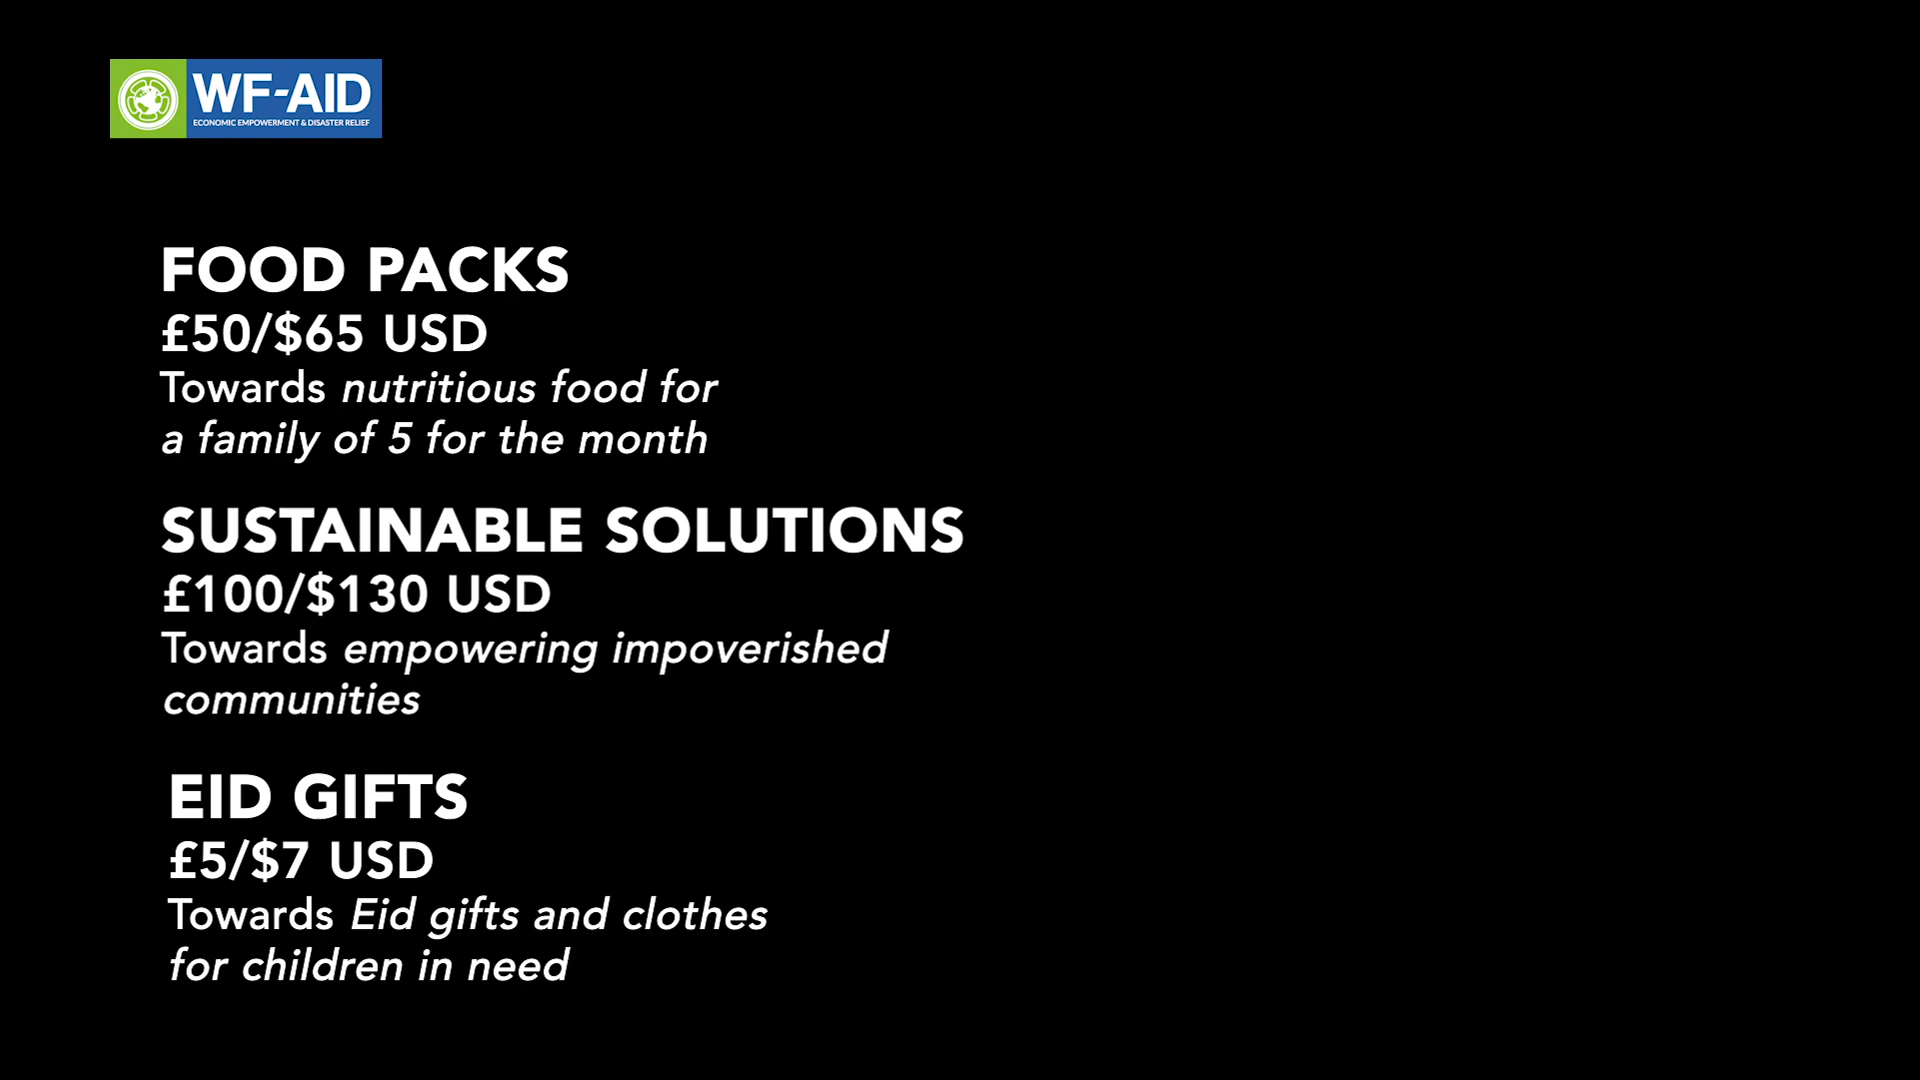 WF-AID
ECONOMIC EMPOWERMENT & DISASTER RELIEF
FOOD PACKS
£50/$65 USD
Towards nutritious food for
a family of 5 for the month
SUSTAINABLE SOLUTIONS
£100/$130 USD
Towards empowering impoverished
communities
EID GIFTS
£5/$7 USD
Towards Eid gifts and clothes
for children in need